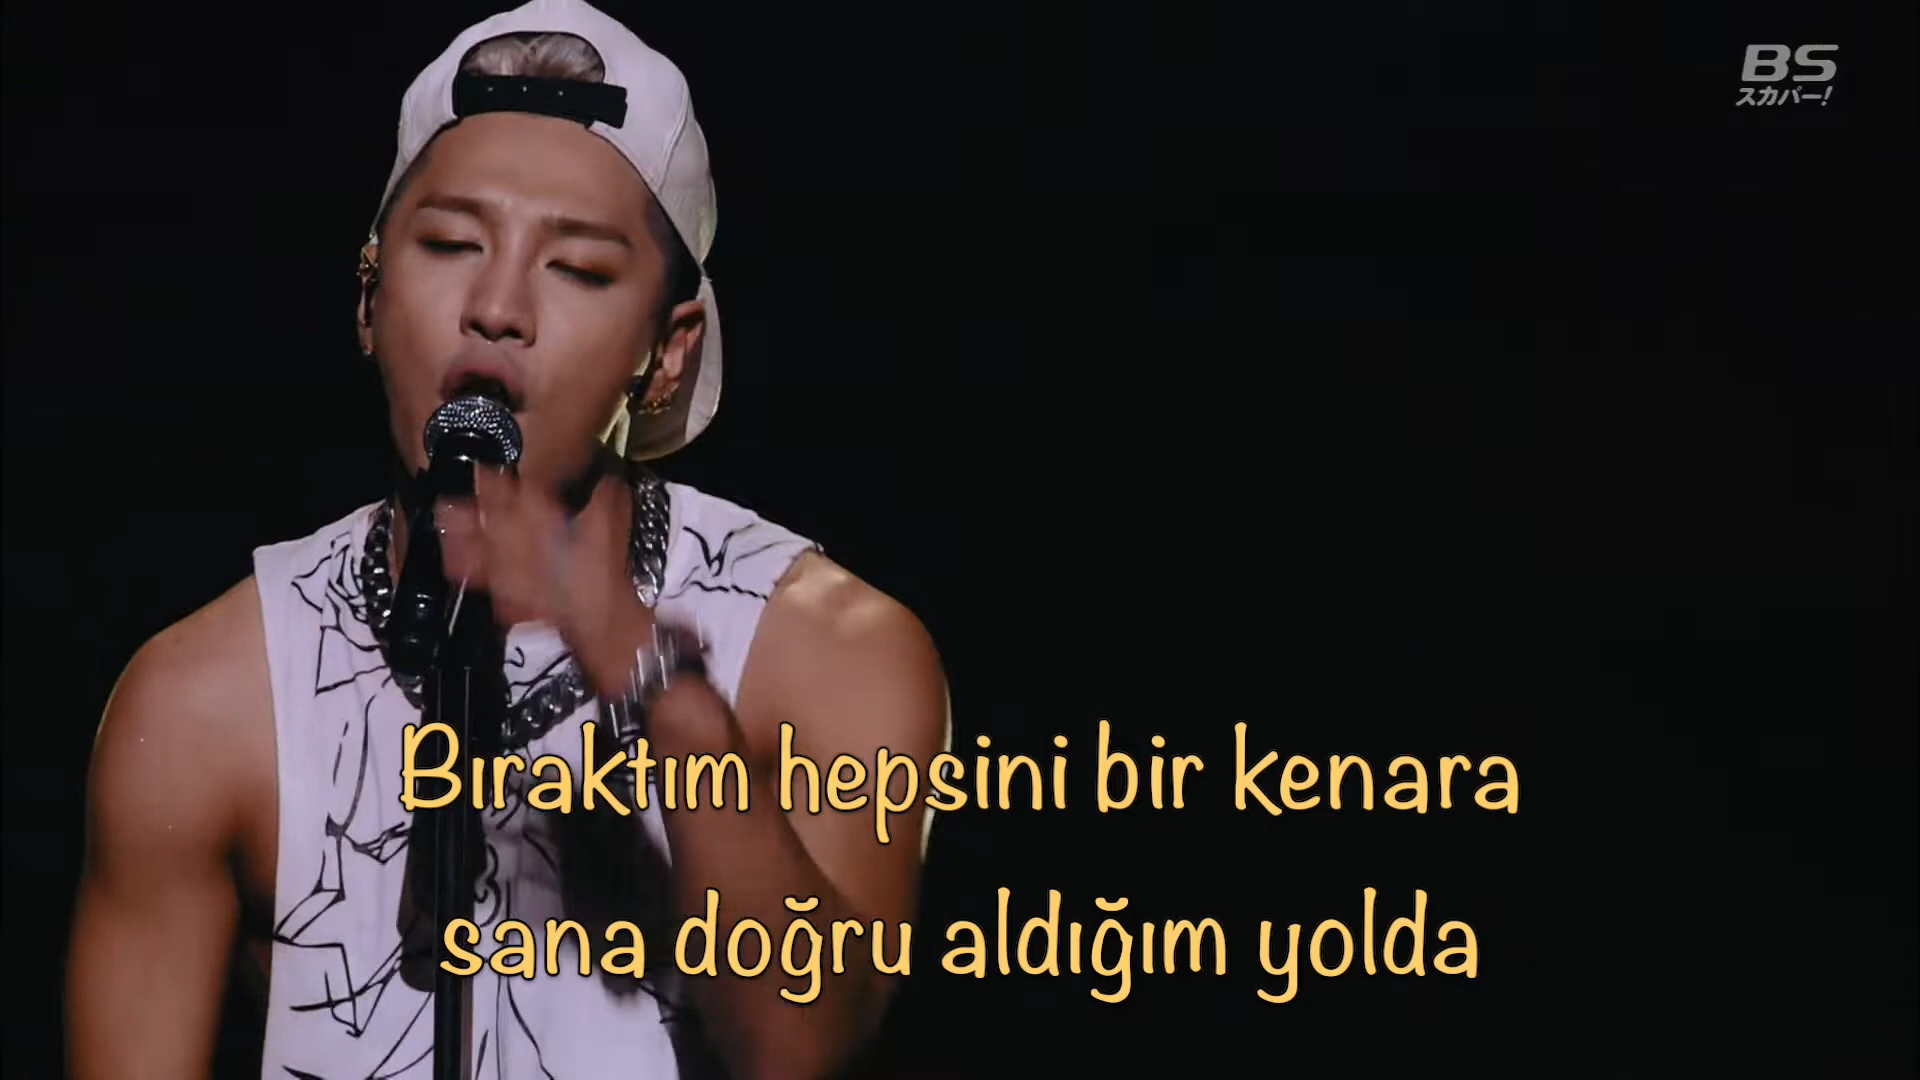 BS
スカパー!
Bıraktım hepsini bir kenara
sana doğru aldığım yolda